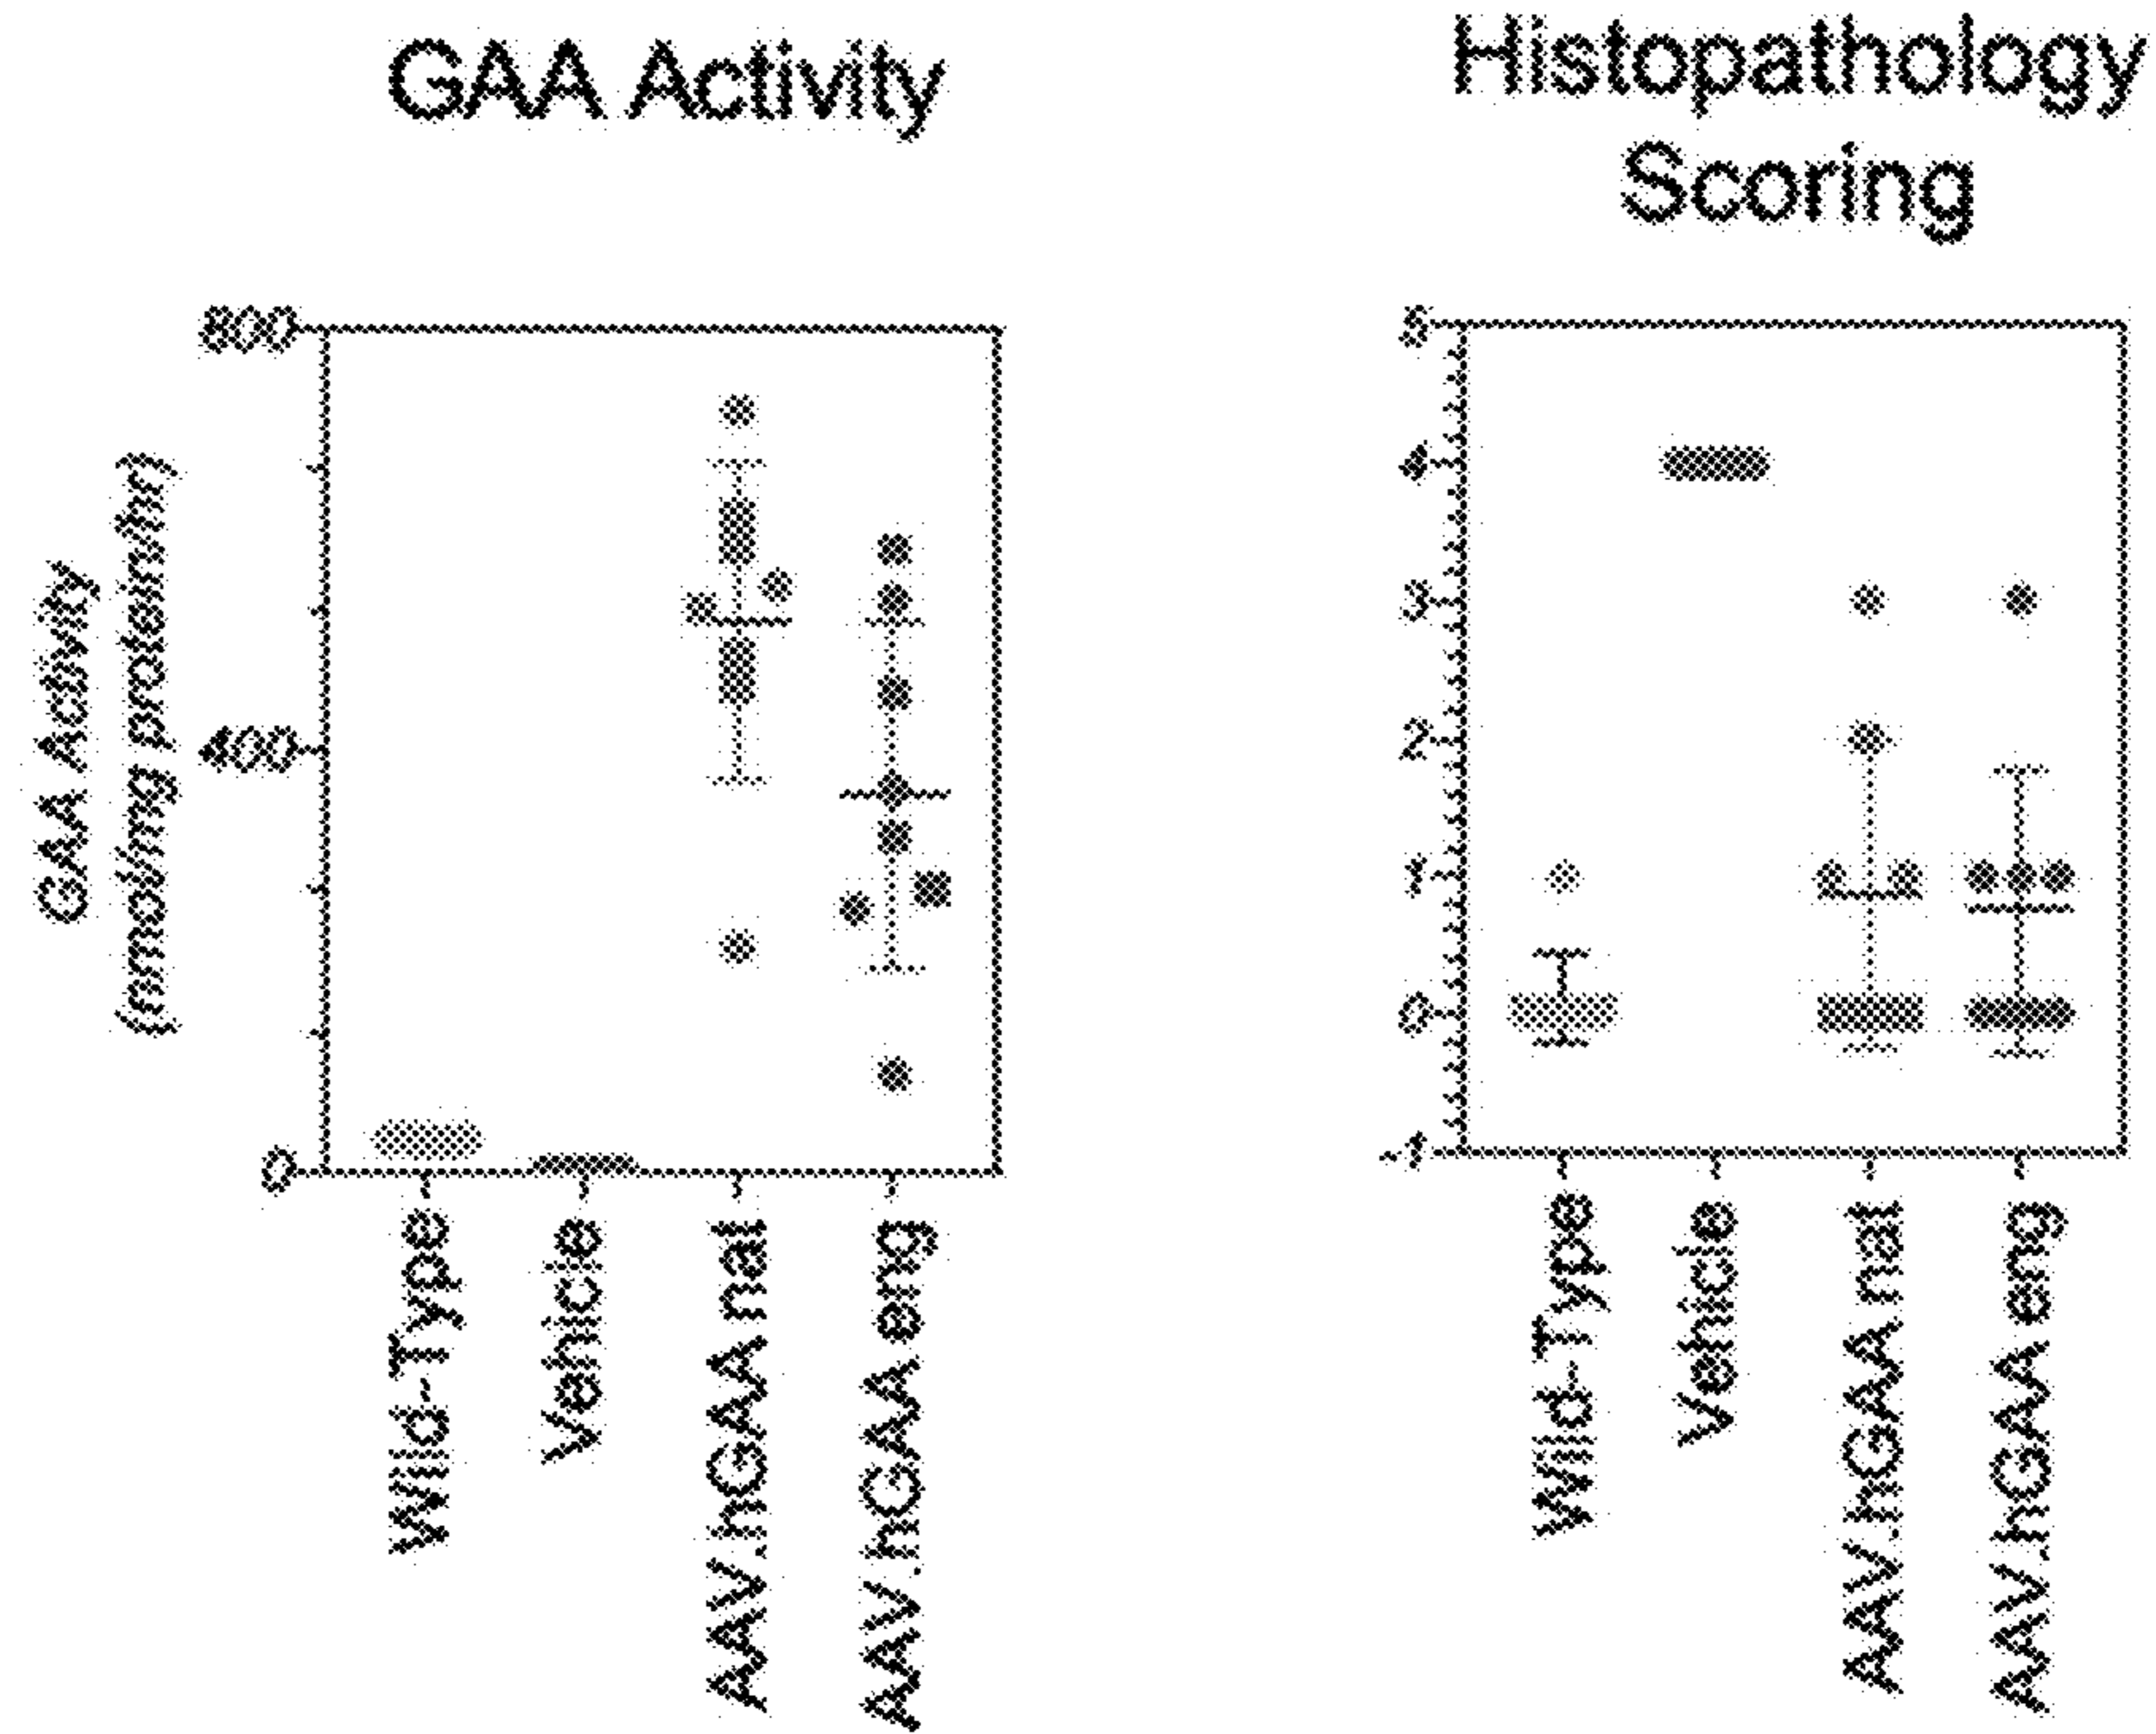 GAA Activity
GAA Activity
(nmol/mg protein/hr)
800
400
0
Wild-Type
Vehicle
AAV.hGAA nat
AAV.hGAA eng
Histopathology
Scoring
5
4
3
2
1
0
-1
Wild-Type
Vehicle
AAV.hGAA nat
AAV.hGAA eng